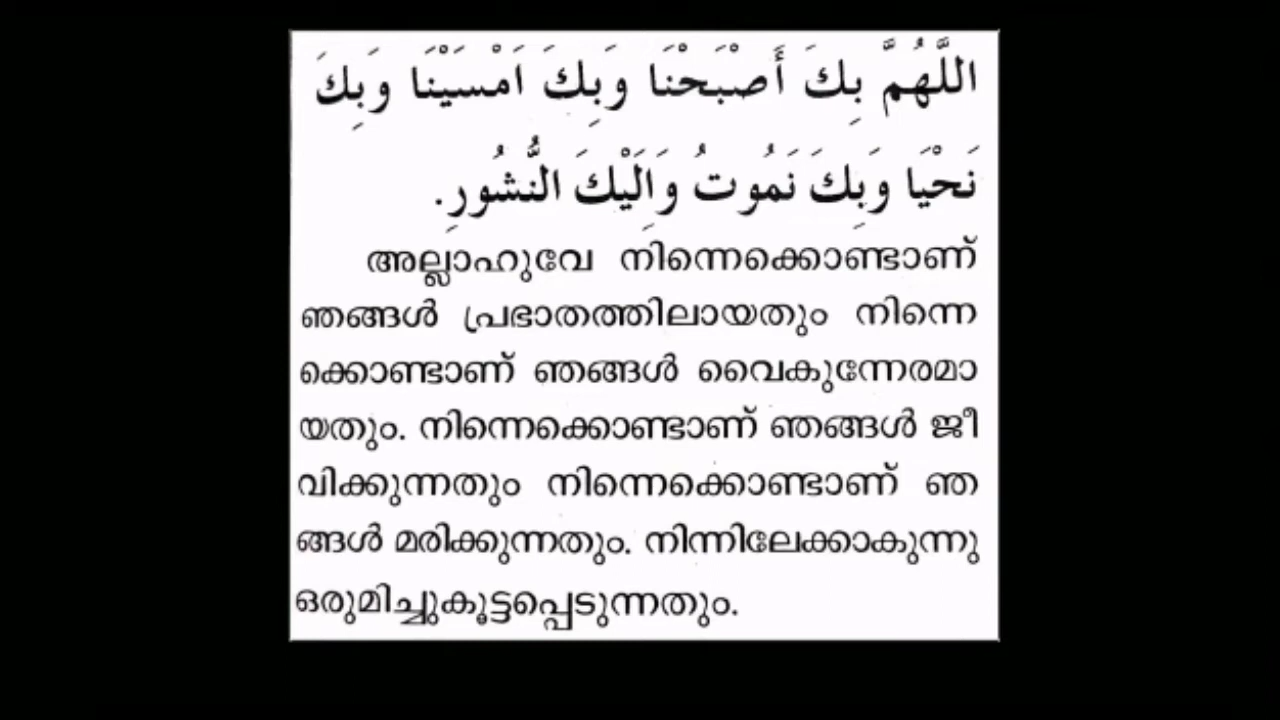 اللَّهُمَّ بِكَ أَصْبَحْنَا وَبِكَ اَمْسَيْنَا وَبِكَ
نَحْيَا وَبِكَ نَمُوتُ وَاِلَيْكَ النُّشُورِ.
അല്ലാഹുവേ നിന്നെക്കൊണ്ടാണ്
ഞങ്ങൾ പ്രഭാതത്തിലായതും നിന്നെ
ക്കൊണ്ടാണ് ഞങ്ങൾ വൈകുന്നേരമാ
യതും. നിന്നെക്കൊണ്ടാണ് ഞങ്ങൾ ജീ
വിക്കുന്നതും നിന്നെക്കൊണ്ടാണ് ഞ
ങ്ങൾ മരിക്കുന്നതും. നിന്നിലേക്കാകുന്നു
ഒരുമിച്ചുകൂട്ടപ്പെടുന്നതും.